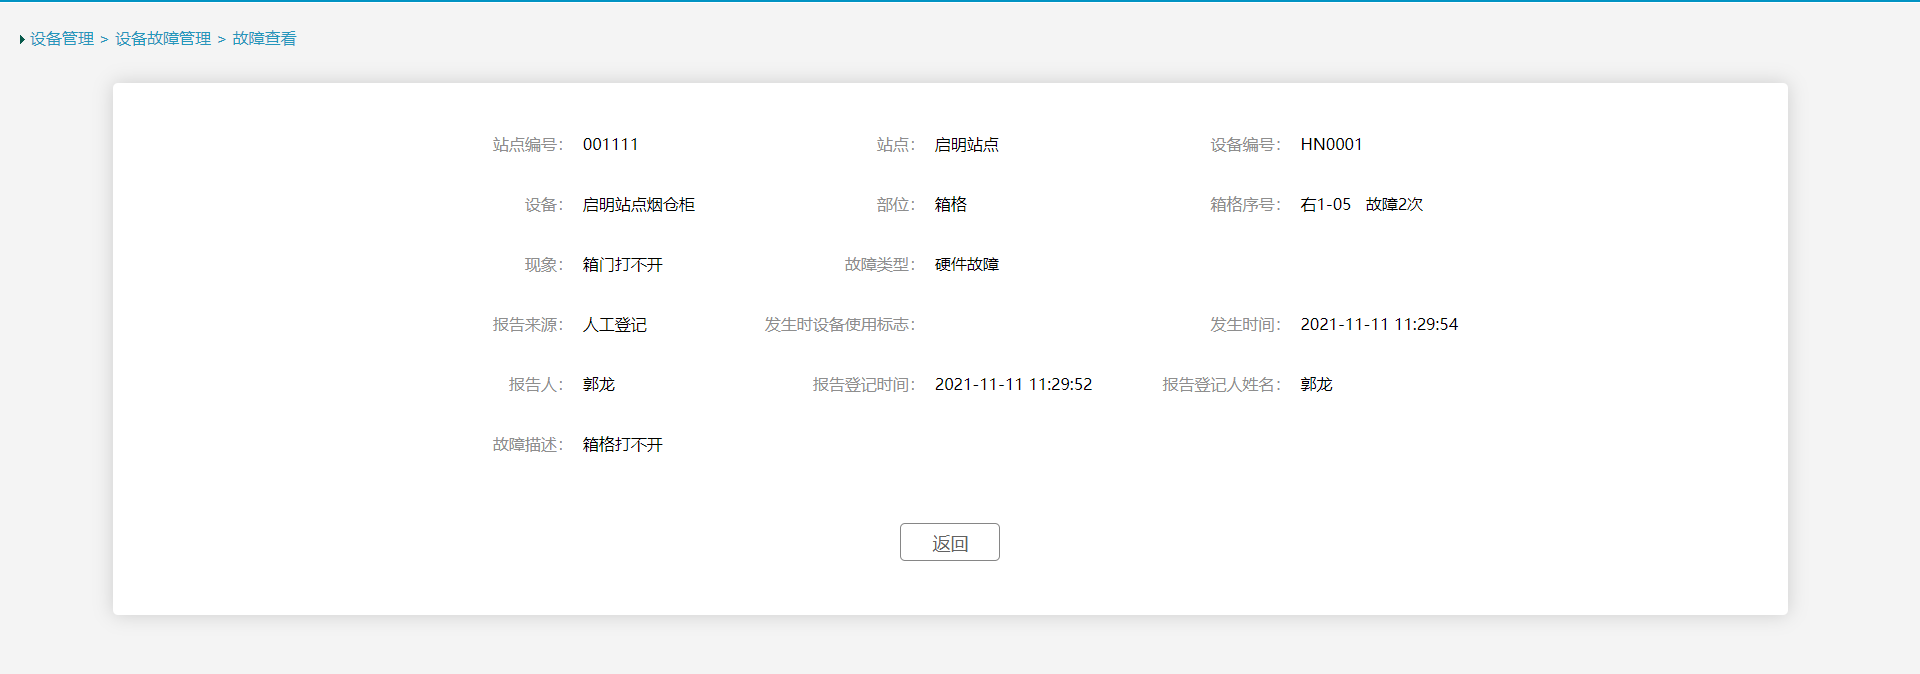 设备管理 > 设备故障管理 > 故障查看
站点编号： 001111 站点： 启明站点 设备编号： HN0001
设备： 启明站点烟仓柜 部位： 箱格 箱格序号： 右1-05 故障2次
现象： 箱门打不开 故障类型： 硬件故障
报告来源： 人工登记 发生时设备使用标志： 发生时间： 2021-11-11 11:29:54
报告人： 郭龙 报告登记时间： 2021-11-11 11:29:52 报告登记人姓名： 郭龙
故障描述： 箱格打不开
返回